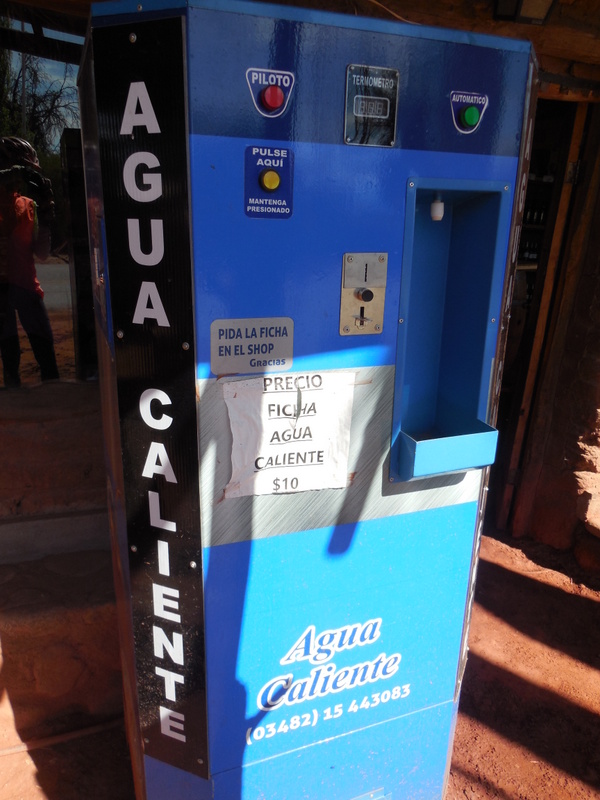 AGUA CALIENTE
PILOTO
TERMOMETRO
AUTOMATICO
PULSE
AQUÍ
MANTENGA
PRESIONADO
PIDA LA FICHA
EN EL SHOP
Gracias
PRECIO
FICHA
AGUA
CALIENTE
$10
Agua
Caliente
(03482) 15 443083